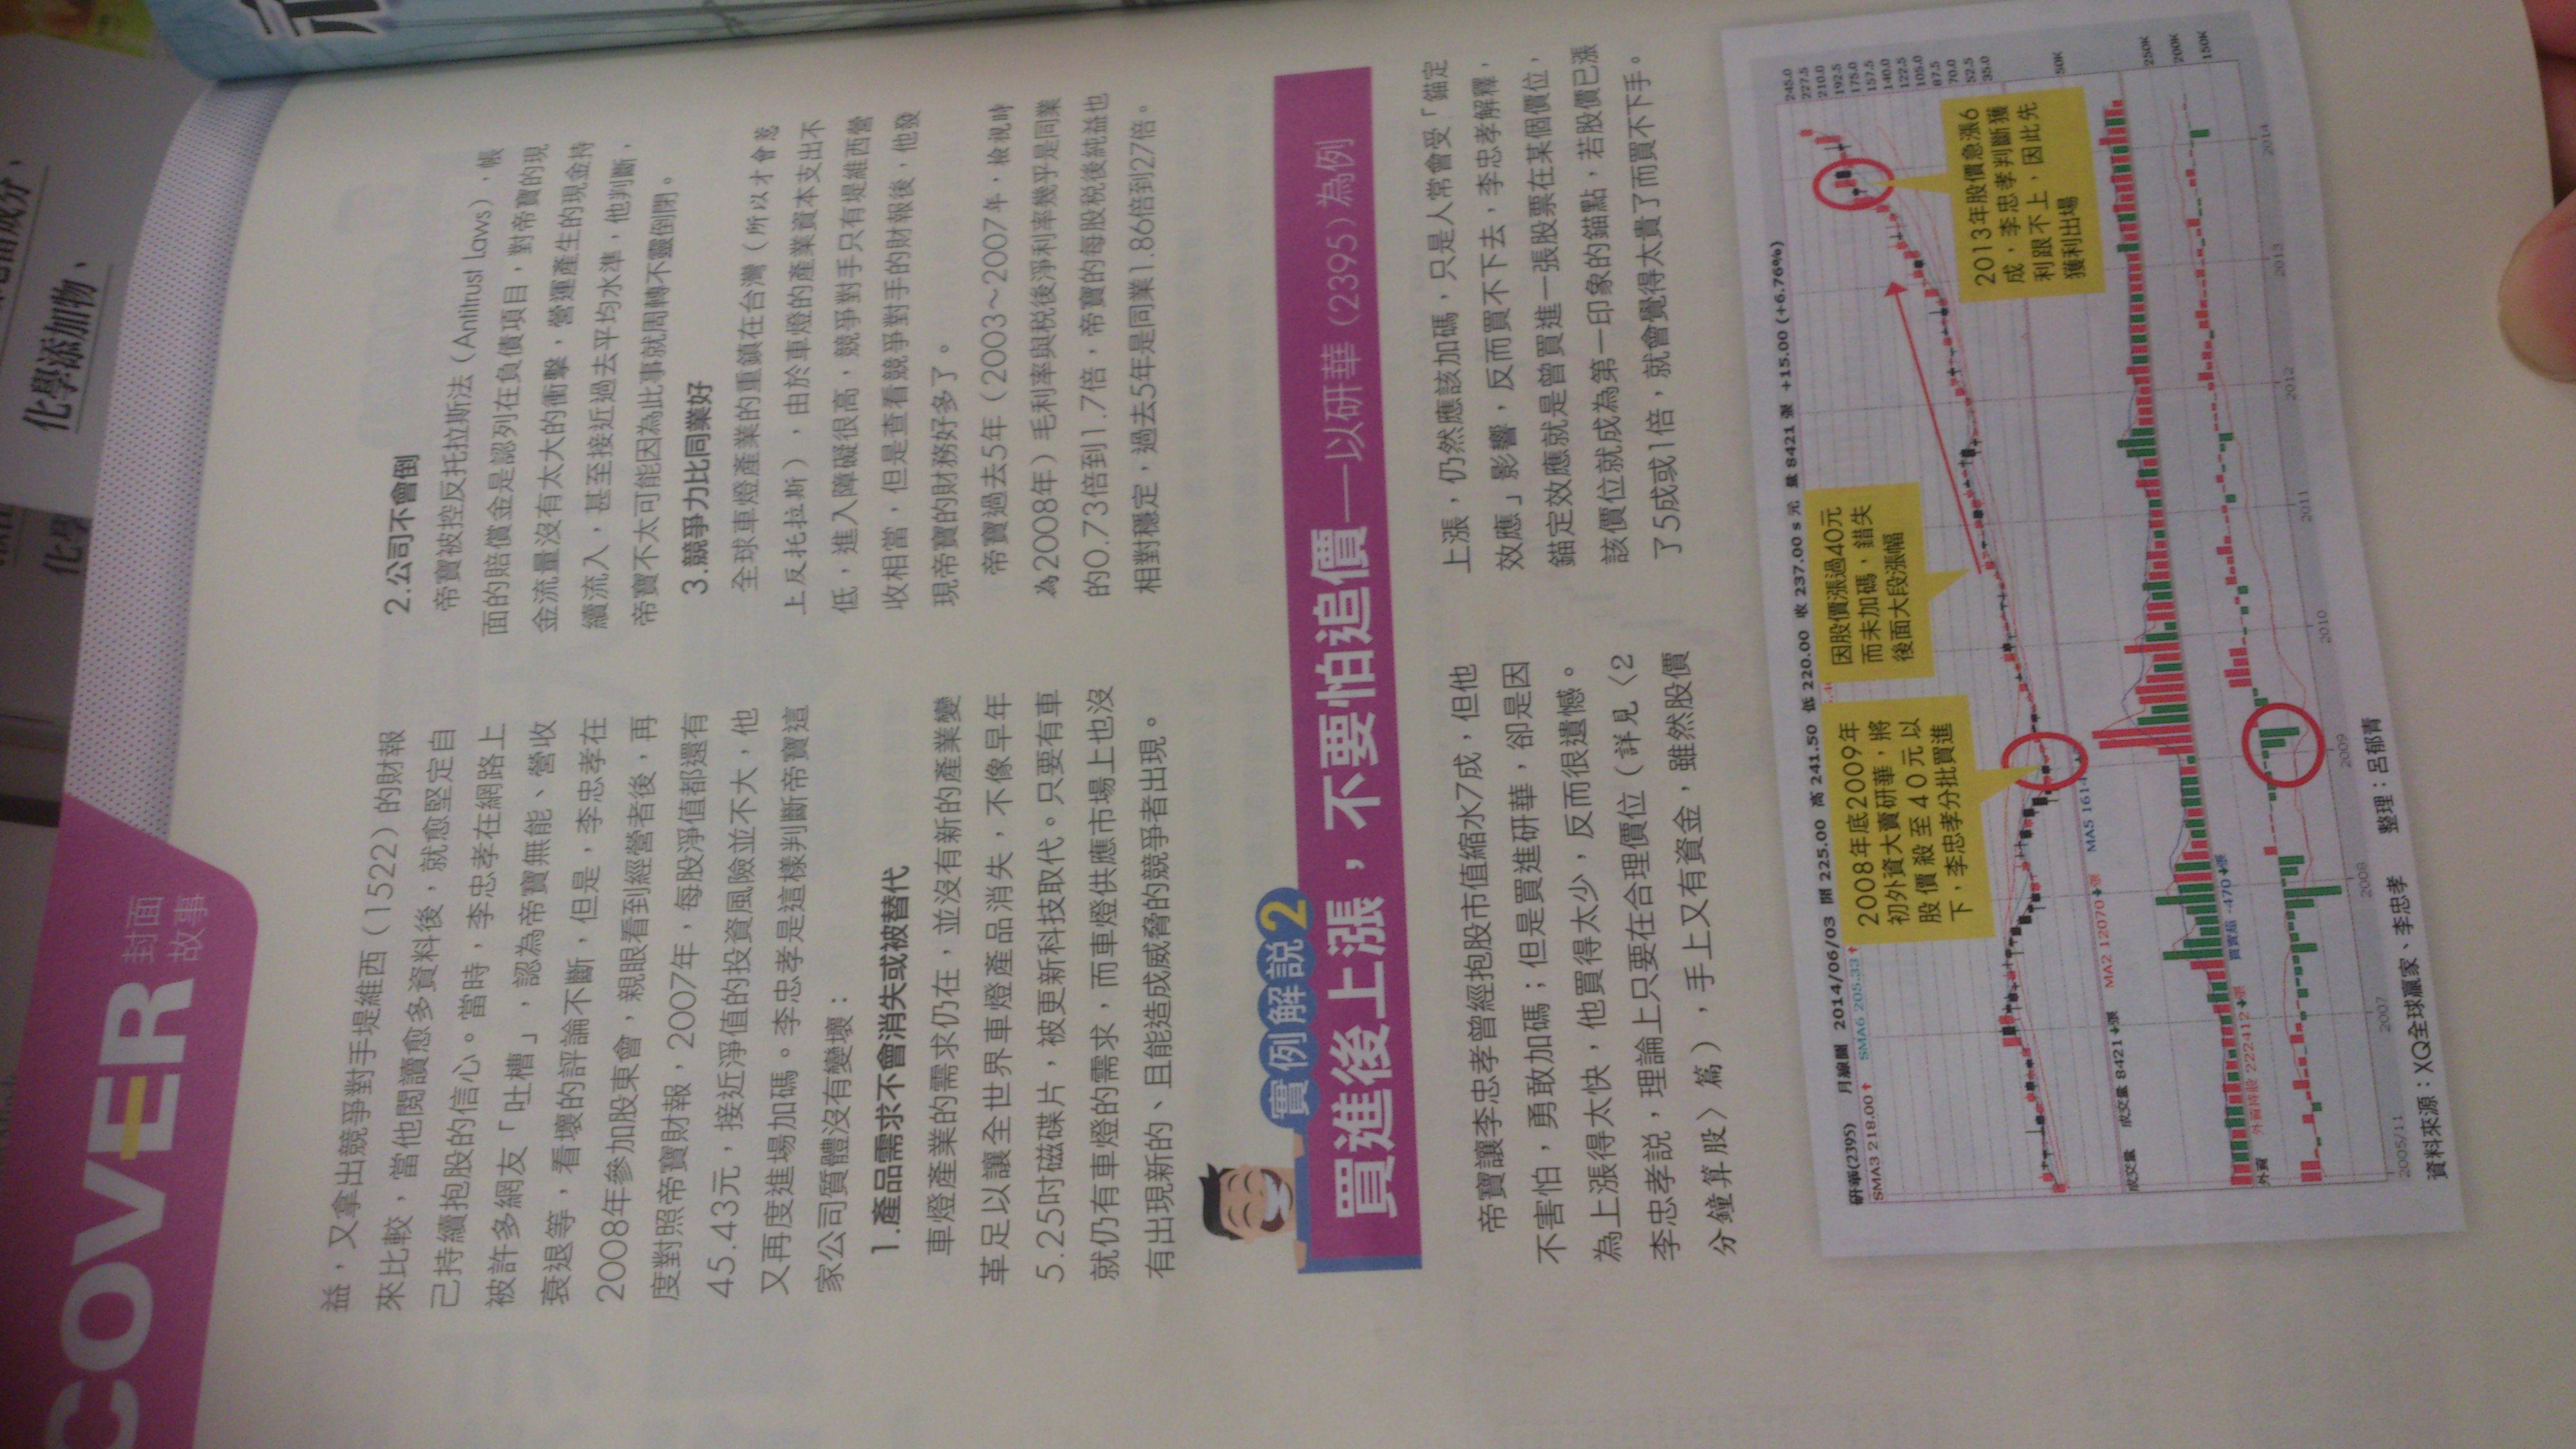 化學添加物、
COVER
封面
故事
益，又拿出競爭對手堤維西（1522）的財報
來比較，當他閱讀愈多資料後，就愈堅定自
己持續抱股的信心。當時，李忠孝在網路上
被許多網友「吐槽」，認為帝寶無能、營收
衰退等，看壞的評論不斷，但是，李忠孝在
2008年參加股東會，親眼看到經營者後，再
度對照帝寶財報，2007年，每股淨值都還有
45.43元，接近淨值的投資風險並不大，他
又再度進場加碼。李忠孝是這樣判斷帝寶這
家公司質體沒有變壞：
1.產品需求不會消失或被替代
車燈產業的需求仍在，並沒有新的產業變
革足以讓全世界車燈產品消失，不像早年
5.25吋磁碟片，被更新科技取代。只要有車
就仍有車燈的需求，而車燈供應市場上也沒
有出現新的、且能造成威脅的競爭者出現。
2.公司不會倒
帝寶被控反托拉斯法（Antitrust Laws），帳
面的賠償金是認列在負債項目，對帝寶的現
金流量沒有太大的衝擊，營運產生的現金持
續流入，甚至接近過去平均水準，他判斷，
帝寶不太可能因為此事就周轉不靈倒閉。
3.競爭力比同業好
全球車燈產業的重鎮在台灣（所以才會惹
上反托拉斯），由於車燈的產業資本支出不
低，進入障礙很高，競爭對手只有堤維西營
收相當，但是查看競爭對手的財報後，他發
現帝寶的財務好多了。
帝寶過去5年（2003～2007年，檢視時
為2008年）毛利率與稅後淨利率幾乎是同業
的0.73倍到1.7倍，帝寶的每股稅後純益也
相對穩定，過去5年是同業1.86倍到27倍。
實例解說2
買進後上漲，不要怕追價——以研華（2395）為例
帝寶讓李忠孝曾經抱股市值縮水7成，但他
不害怕，勇敢加碼；但是買進研華，卻是因
為上漲得太快，他買得太少，反而很遺憾。
李忠孝說，理論上只要在合理價位（詳見〈2
分鐘算股〉篇），手上又有資金，雖然股價
上漲，仍然應該加碼，只是人常會受「錨定
效應」影響，反而買不下去，李忠孝解釋，
錨定效應就是曾買進一張股票在某個價位，
該價位就成為第一印象的錨點，若股價已漲
了5成或1倍，就會覺得太貴了而買不下手。
研華(2395) 月線圖 2014/06/03 開 225.00 高 241.50 低 220.00 收 237.00 s 元 量 8421 張 +15.00 (+6.76%)
SMA3 218.00↑ SMA6 205.33↑
2008年底2009年
初外資大賣研華，將
股價殺至40元以
下，李忠孝分批買進
因股價漲過40元
而未加碼，錯失
後面大段漲幅
2013年股價急漲6
成，李忠孝判斷獲
利跟不上，因此先
獲利出場
245.0
227.5
210.0
192.5
175.0
157.5
140.0
122.5
105.0
87.5
70.0
52.5
35.0
成交量 成交量 8421↓張 MA2 12070↓張 MA5 1614
50K
外資 外資持股 222412↓張 買賣超 -470↓張
250K
200K
150K
2005/11 2007 2008 2009 2010 2011 2012 2013 2014
資料來源：XQ全球贏家、李忠孝 整理：呂郁青